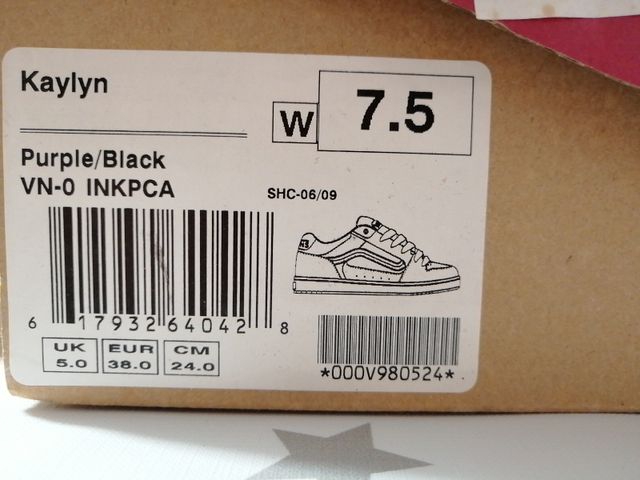 Kaylyn
W 7.5
Purple/Black
VN-0 INKPCA
SHC-06/09
6 17932 64042 8
UK EUR CM
5.0 38.0 24.0
*000V980524*